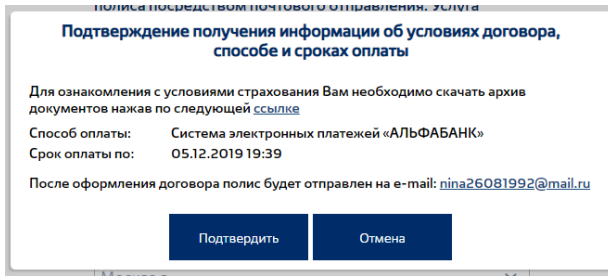 полиса посредством почтового отправления. Услуга
Подтверждение получения информации об условиях договора,
способе и сроках оплаты
Для ознакомления с условиями страхования Вам необходимо скачать архив
документов нажав по следующей ссылке
Способ оплаты: Система электронных платежей «АЛЬФАБАНК»
Срок оплаты по: 05.12.2019 19:39
После оформления договора полис будет отправлен на e-mail: nina26081992@mail.ru
Подтвердить Отмена